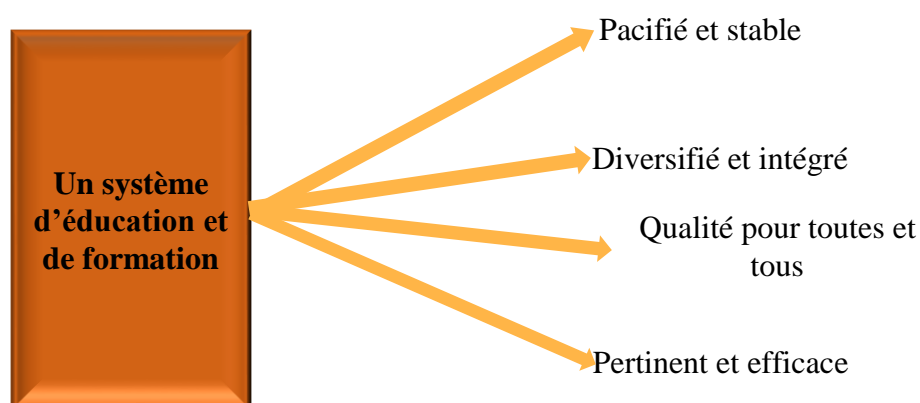 Un système
d’éducation et
de formation
Pacifié et stable
Diversifié et intégré
Qualité pour toutes et
tous
Pertinent et efficace